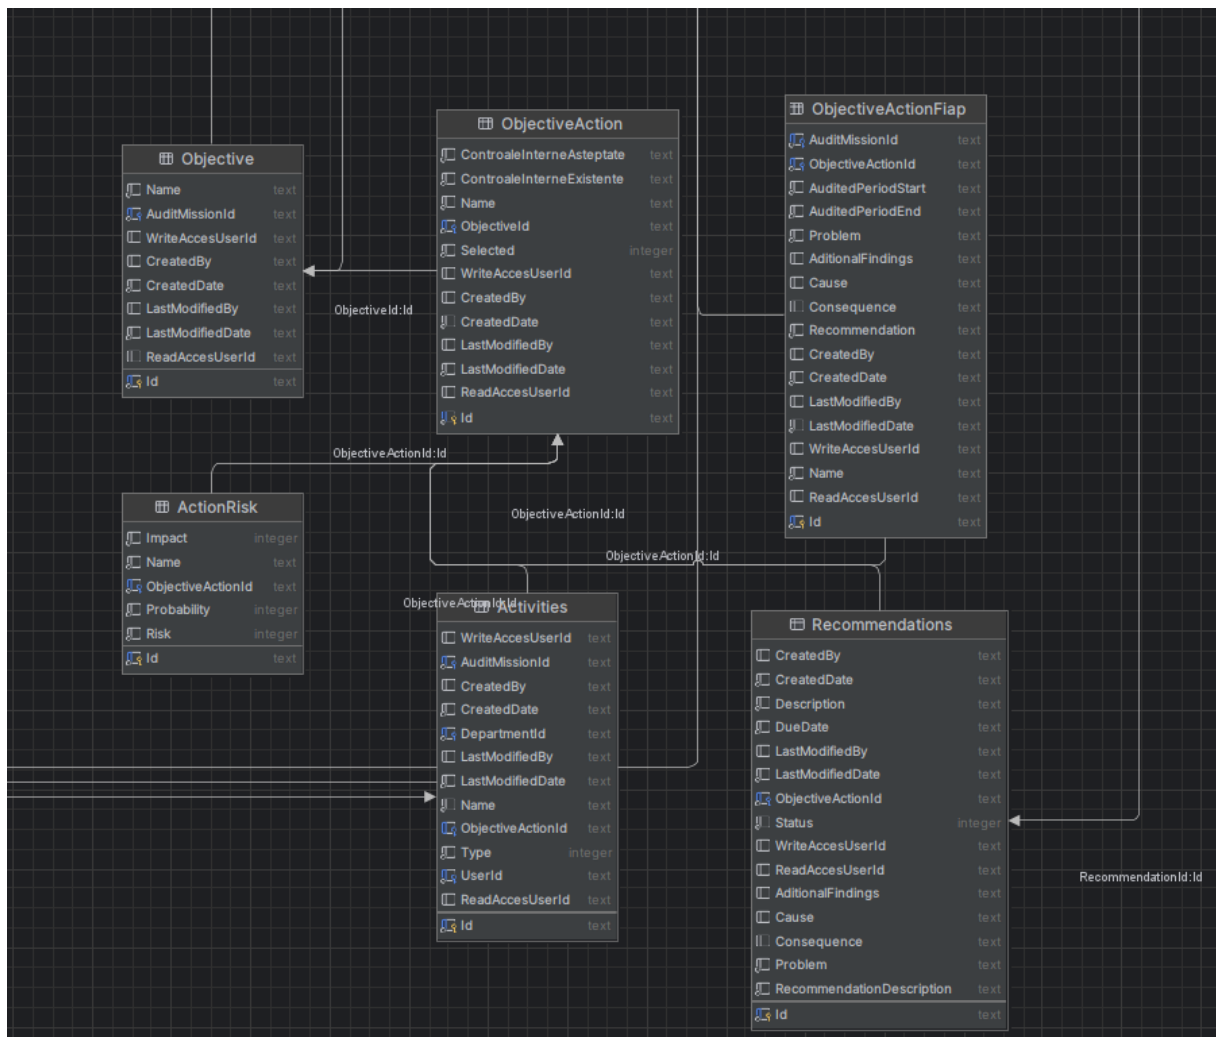 Objective
Name text
AuditMissionId text
WriteAccesUserId text
CreatedBy text
CreatedDate text
LastModifiedBy text
LastModifiedDate text
ReadAccesUserId text
Id text
ObjectiveId:Id
ObjectiveAction
ControaleInterneAsteptate text
ControaleInterneExistente text
Name text
ObjectiveId text
Selected integer
WriteAccesUserId text
CreatedBy text
CreatedDate text
LastModifiedBy text
LastModifiedDate text
ReadAccesUserId text
Id text
ObjectiveActionFiap
AuditMissionId text
ObjectiveActionId text
AuditedPeriodStart text
AuditedPeriodEnd text
Problem text
AditionalFindings text
Cause text
Consequence text
Recommendation text
CreatedBy text
CreatedDate text
LastModifiedBy text
LastModifiedDate text
WriteAccesUserId text
Name text
ReadAccesUserId text
Id text
ObjectiveActionId:Id
ActionRisk
Impact integer
Name text
ObjectiveActionId text
Probability integer
Risk integer
Id text
ObjectiveActionId:Id
ObjectiveActionId:Id
ObjectiveActionId:Id
Activities
WriteAccesUserId text
AuditMissionId text
CreatedBy text
CreatedDate text
DepartmentId text
LastModifiedBy text
LastModifiedDate text
Name text
ObjectiveActionId text
Type integer
UserId text
ReadAccesUserId text
Id text
Recommendations
CreatedBy text
CreatedDate text
Description text
DueDate text
LastModifiedBy text
LastModifiedDate text
ObjectiveActionId text
Status integer
WriteAccesUserId text
ReadAccesUserId text
AditionalFindings text
Cause text
Consequence text
Problem text
RecommendationDescription text
Id text
RecommendationId:Id